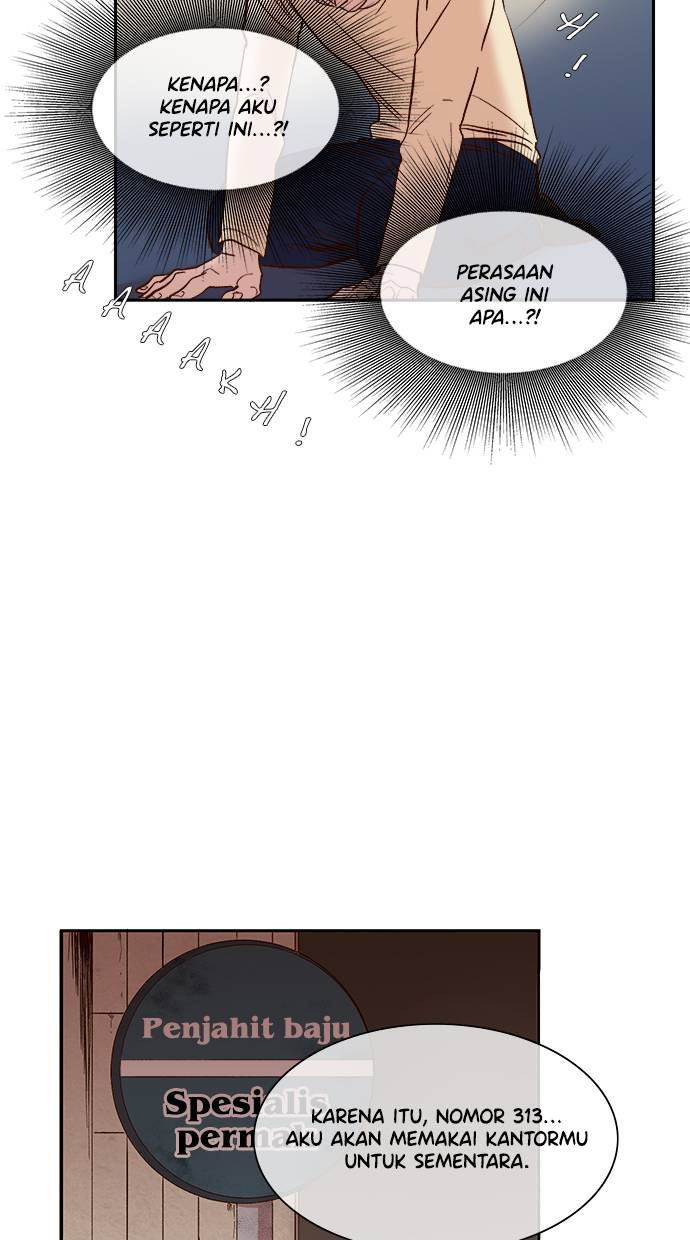 KENAPA...?
KENAPA AKU
SEPERTI INI...?!
H!
PERASAAN
ASING INI
APA...?!
AAAAKH!
Penjahit baju
Spesialis
KARENA ITU, NOMOR 313...
AKU AKAN MEMAKAI KANTORMU
UNTUK SEMENTARA.